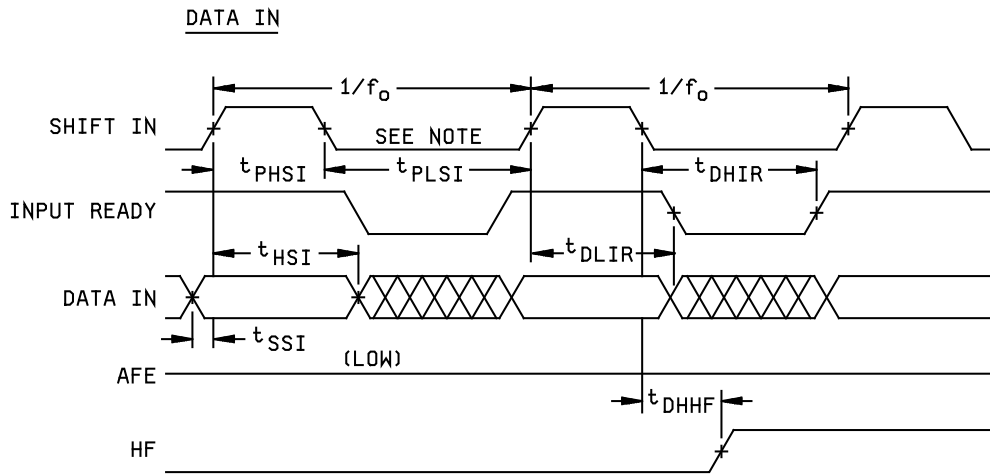 DATA IN
1/fo 1/fo
SHIFT IN
SEE NOTE
tPHSI tPLSI tDHIR
INPUT READY
tHSI tDLIR
DATA IN
tSSI
(LOW)
AFE
tDHHF
HF